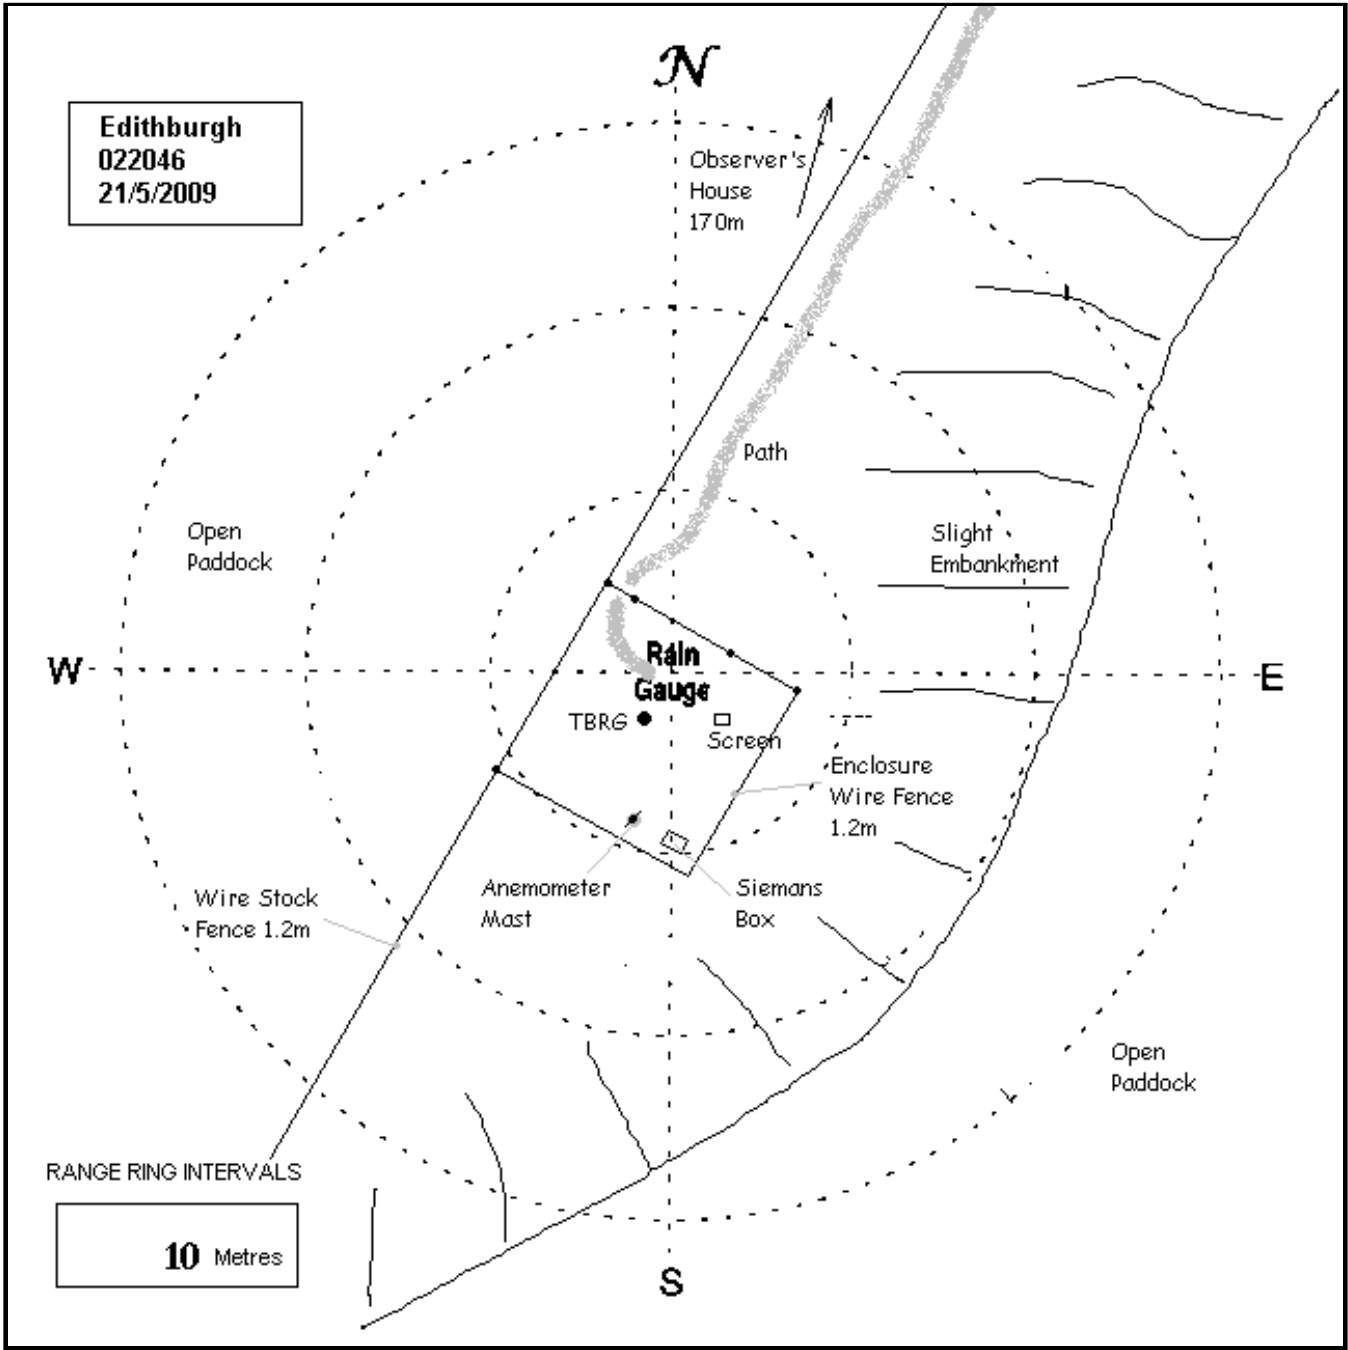 N
Edithburgh
022046
21/5/2009
Observer's
House
170m
Path
Open
Paddock
Slight
Embankment
W
E
Rain
Gauge
TBRG
Screen
Enclosure
Wire Fence
1.2m
Anemometer
Mast
Siemans
Box
Wire Stock
Fence 1.2m
Open
Paddock
RANGE RING INTERVALS
10 Metres
S